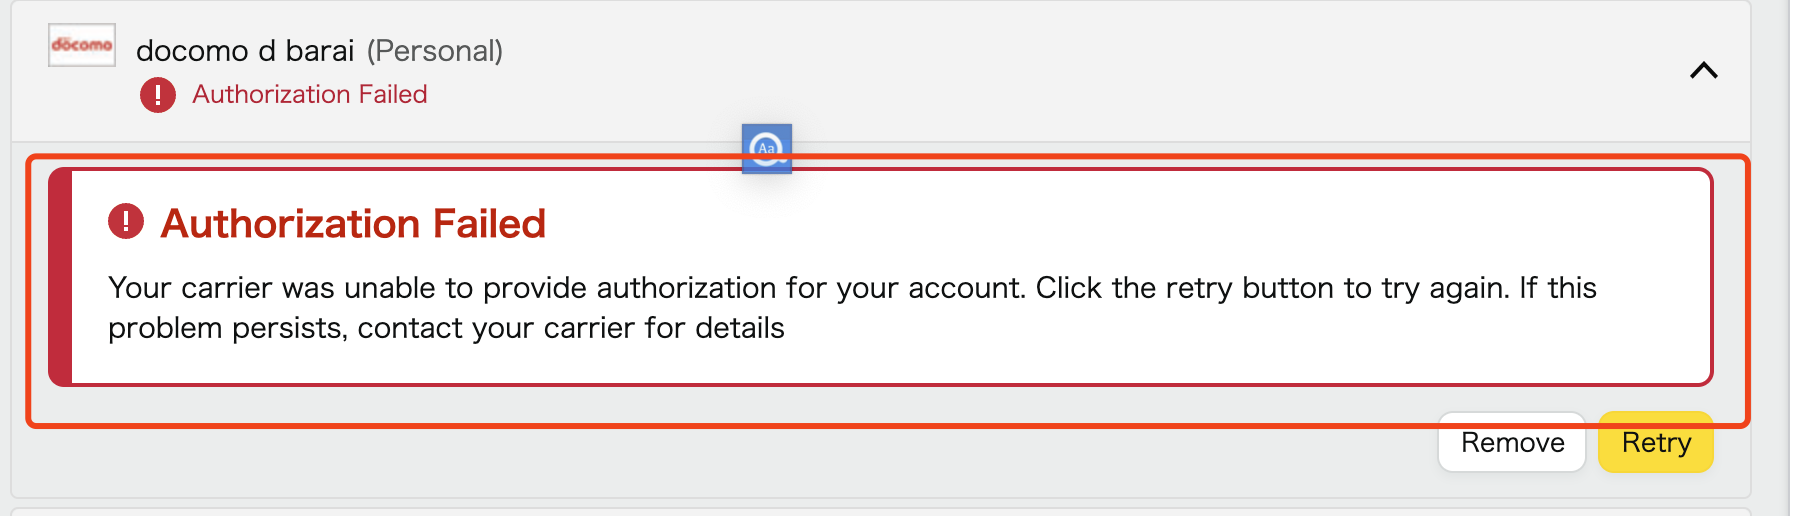 döcomo
docomo d barai (Personal)
! Authorization Failed
Aa
! Authorization Failed
Your carrier was unable to provide authorization for your account. Click the retry button to try again. If this
problem persists, contact your carrier for details
Remove
Retry